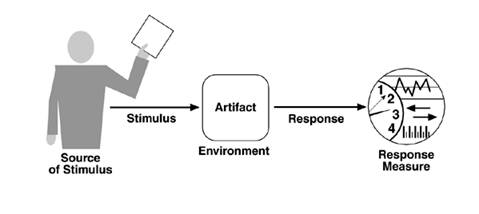 Source
of Stimulus
Stimulus
Artifact
Environment
Response
1
2
3
4
Response
Measure